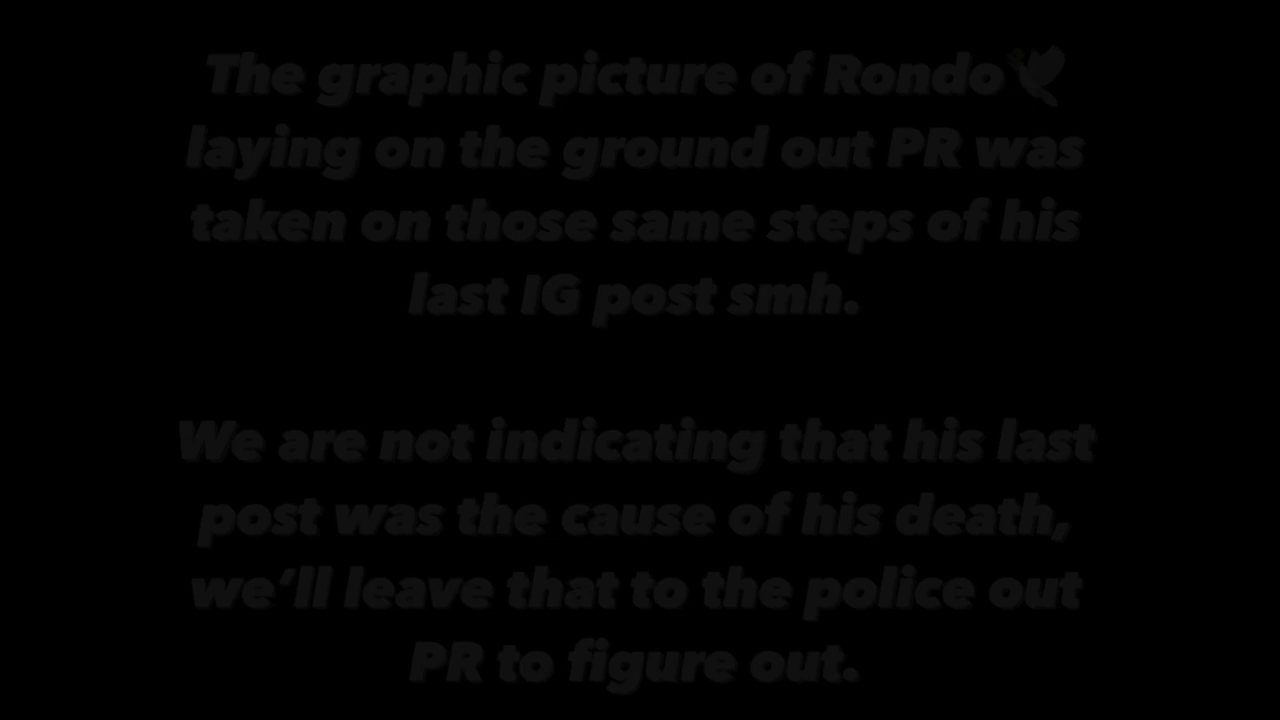 The graphic picture of Rondo🕊
laying on the ground out PR was
taken on those same steps of his
last IG post smh.
We are not indicating that his last
post was the cause of his death,
we’ll leave that to the police out
PR to figure out.